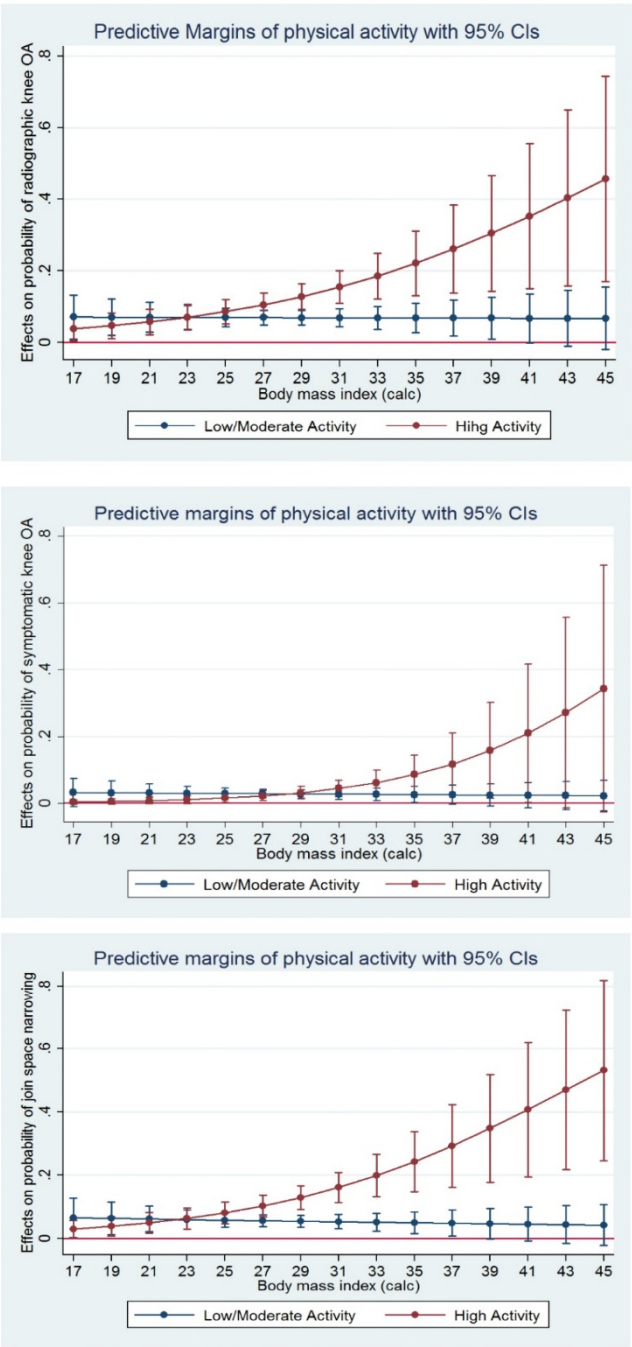 Predictive Margins of physical activity with 95% CIs
Effects on probability of radiographic knee OA
.8
.6
.4
.2
0
17 19 21 23 25 27 29 31 33 35 37 39 41 43 45
Body mass index (calc)
Low/Moderate Activity Hihg Activity
Predictive margins of physical activity with 95% CIs
Effects on probability of symptomatic knee OA
.8
.6
.4
.2
0
17 19 21 23 25 27 29 31 33 35 37 39 41 43 45
Body mass index (calc)
Low/Moderate Activity High Activity
Predictive margins of physical activity with 95% CIs
Effects on probability of join space narrowing
.8
.6
.4
.2
0
17 19 21 23 25 27 29 31 33 35 37 39 41 43 45
Body mass index (calc)
Low/Moderate Activity High Activity